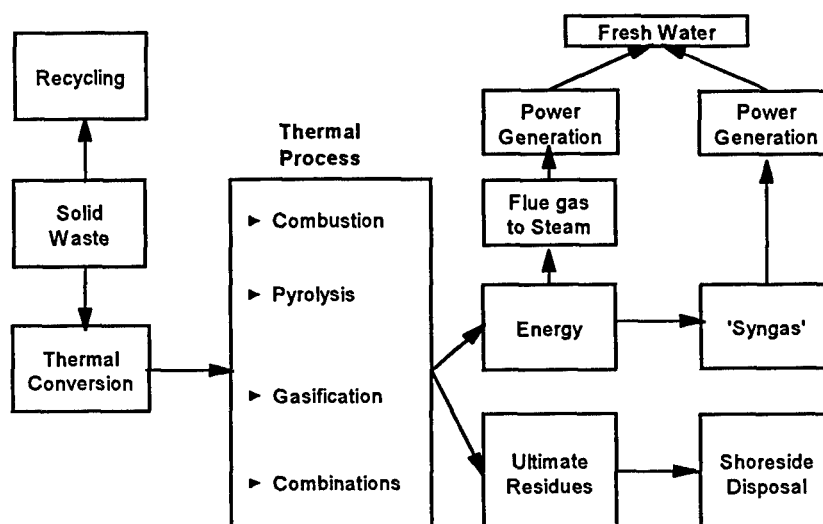 Fresh Water
Recycling
Power
Generation
Power
Generation
Thermal
Process
Solid
Waste
Flue gas
to Steam
► Combustion
► Pyrolysis
Energy
'Syngas'
Thermal
Conversion
► Gasification
► Combinations
Ultimate
Residues
Shoreside
Disposal